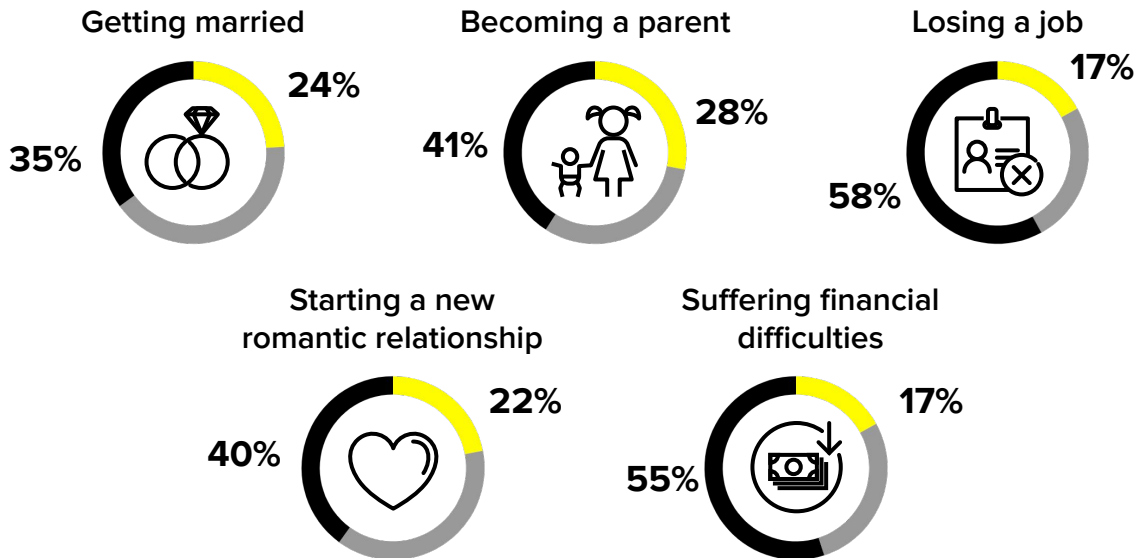 Getting married
24%
35%
Becoming a parent
28%
41%
Losing a job
17%
58%
Starting a new
romantic relationship
22%
40%
Suffering financial
difficulties
17%
55%